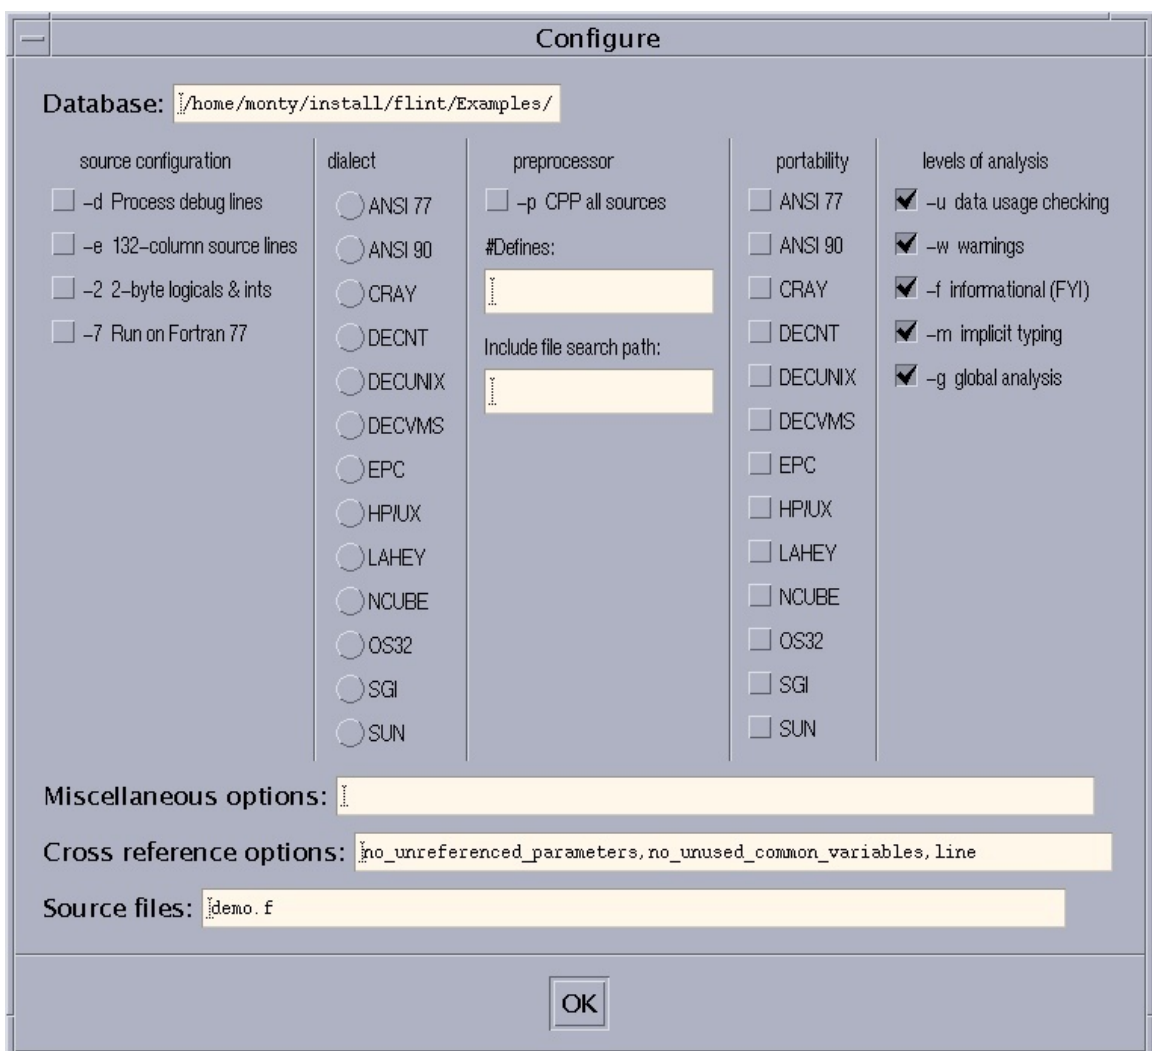 Configure
Database: /home/monty/install/flint/Examples/
source configuration
-d Process debug lines
-e 132-column source lines
-2 2-byte logicals & ints
-7 Run on Fortran 77
dialect
ANSI 77
ANSI 90
CRAY
DECNT
DECUNIX
DECVMS
EPC
HP/UX
LAHEY
NCUBE
OS32
SGI
SUN
preprocessor
-p CPP all sources
#Defines:
Include file search path:
portability
ANSI 77
ANSI 90
CRAY
DECNT
DECUNIX
DECVMS
EPC
HP/UX
LAHEY
NCUBE
OS32
SGI
SUN
levels of analysis
-u data usage checking
-w warnings
-f informational (FYI)
-m implicit typing
-g global analysis
Miscellaneous options:
Cross reference options: no_unreferenced_parameters,no_unused_common_variables,line
Source files: demo.f
OK